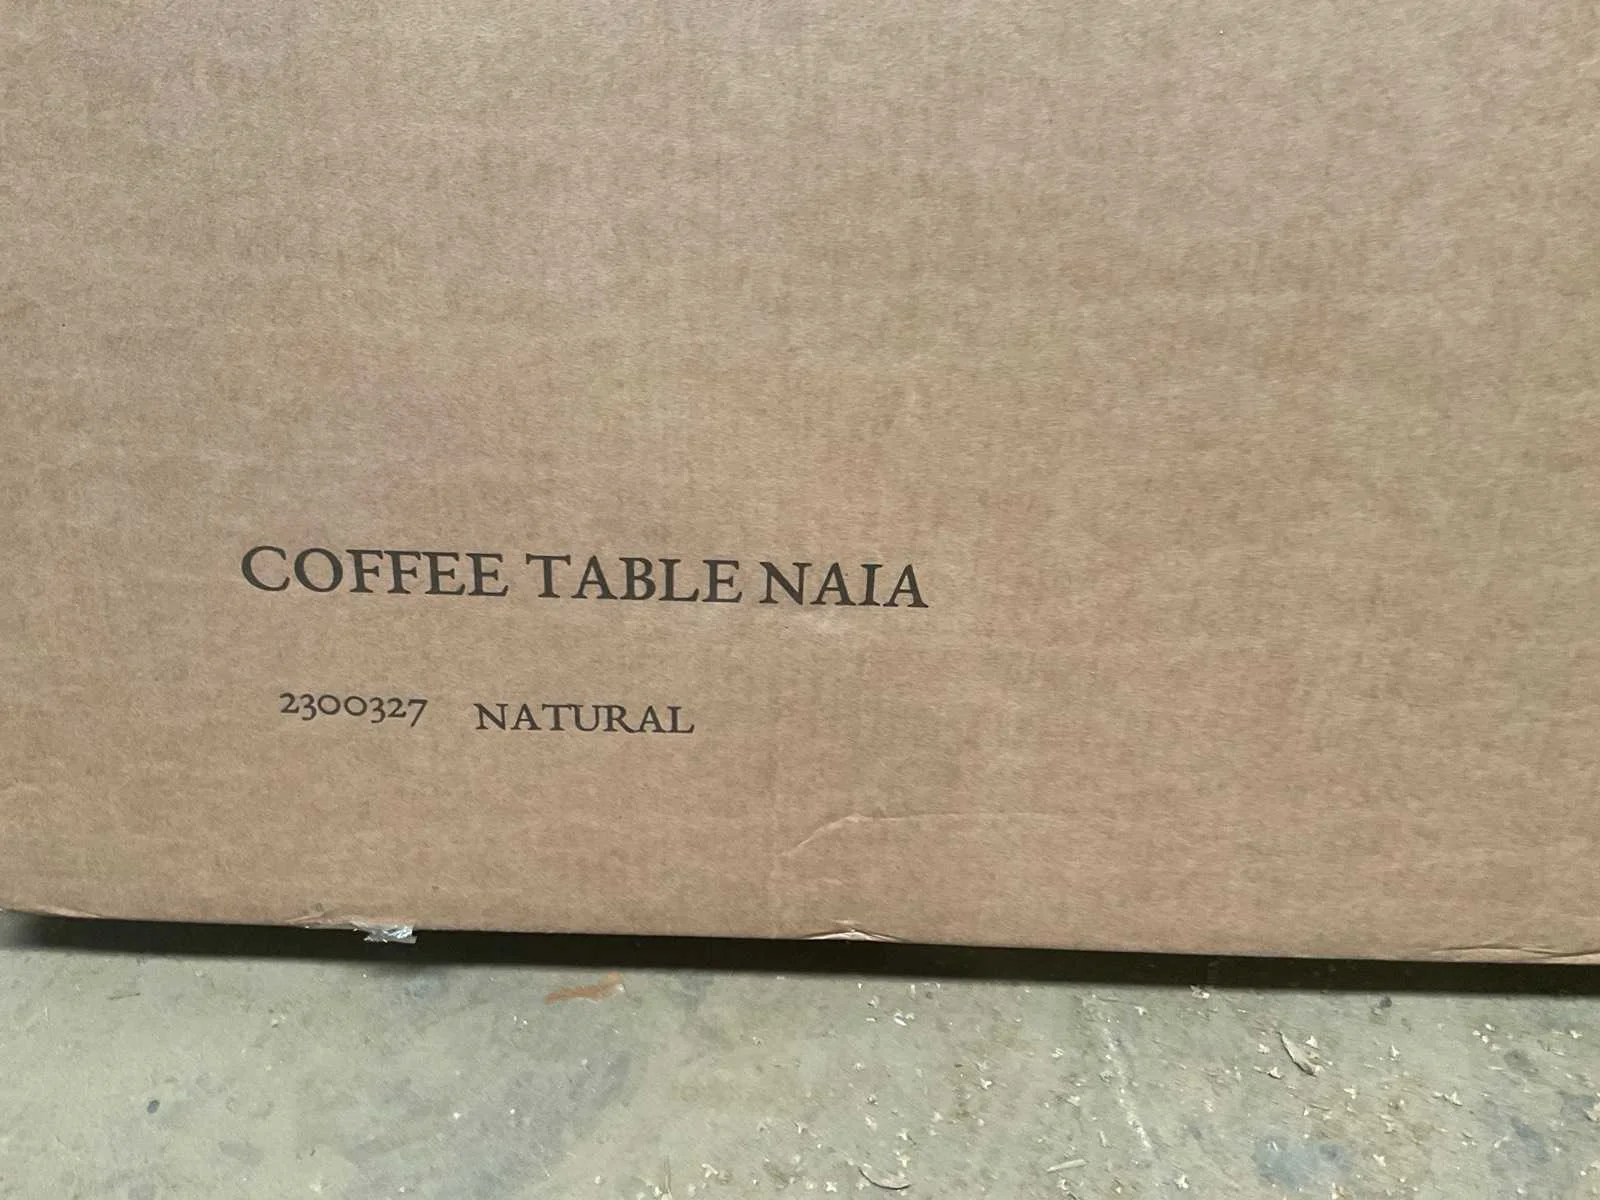 COFFEE TABLE NAIA
2300327 NATURAL